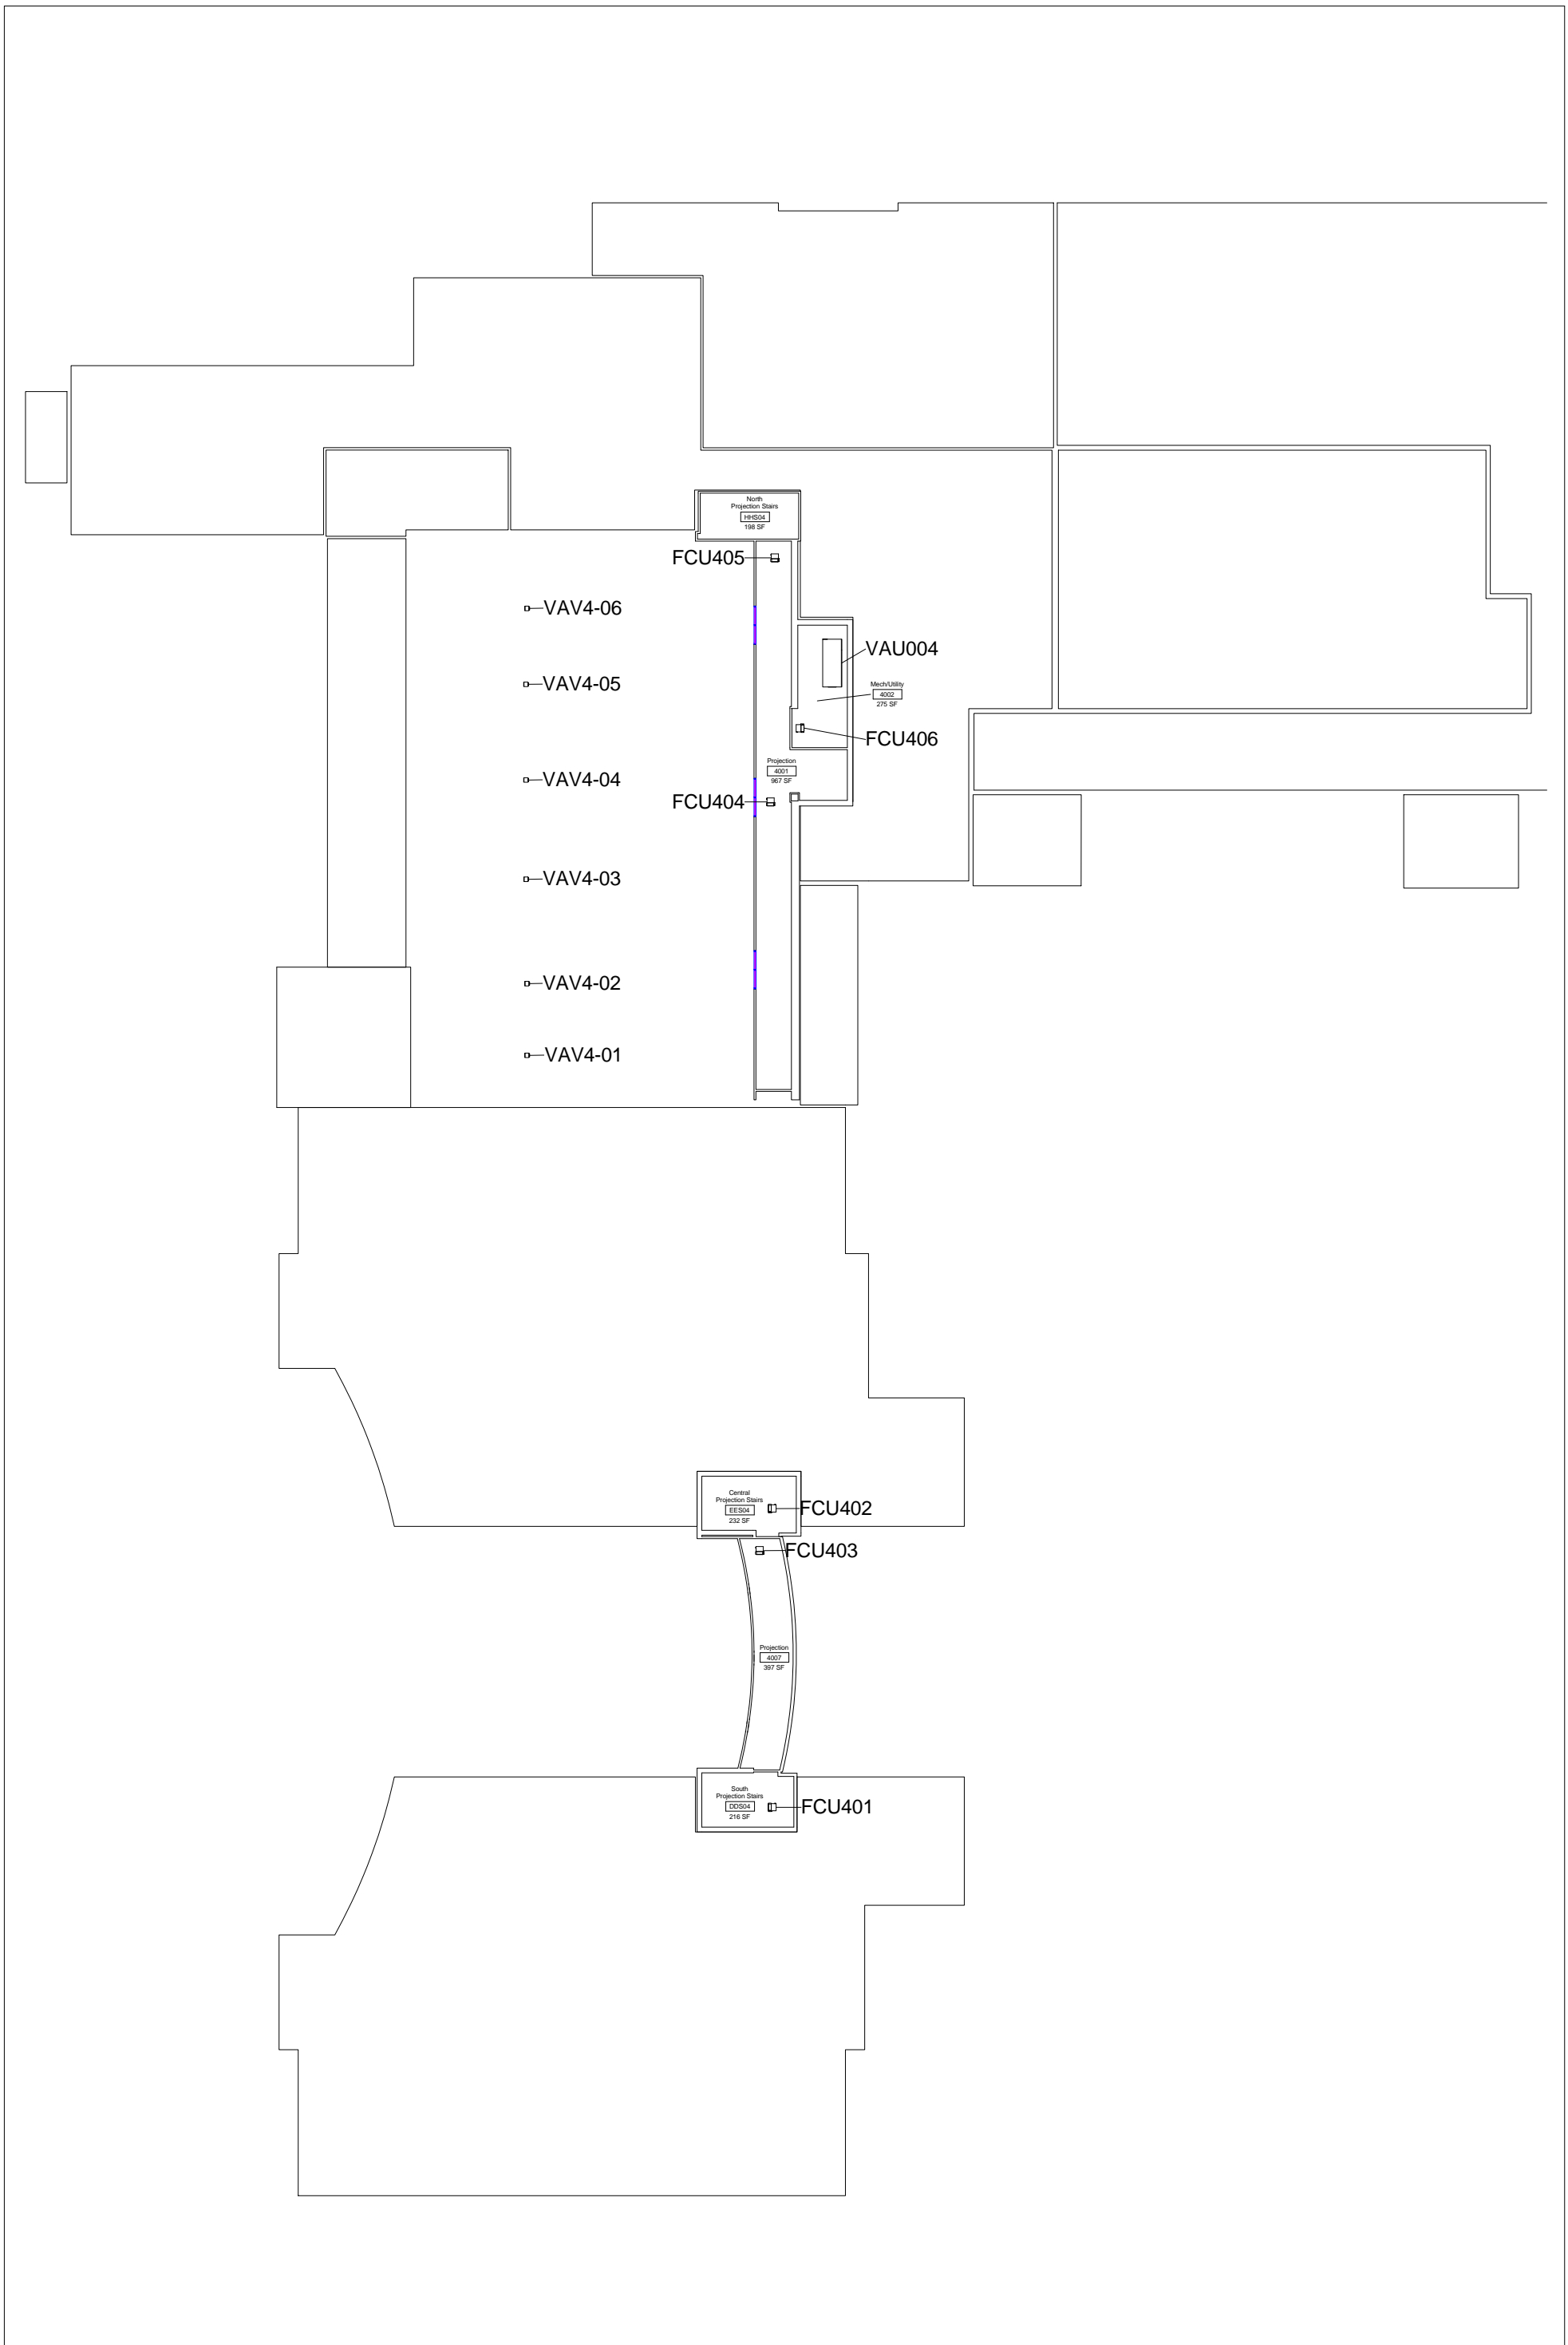 North
Projection Stairs
HHS04
198 SF
FCU405
VAV4-06
VAU004
VAV4-05
Mech/Utility
4002
275 SF
FCU406
Projection
4001
967 SF
VAV4-04
FCU404
VAV4-03
VAV4-02
VAV4-01
Central
Projection Stairs
EES04
232 SF
FCU402
FCU403
Projection
4007
397 SF
South
Projection Stairs
DDS04
216 SF
FCU401